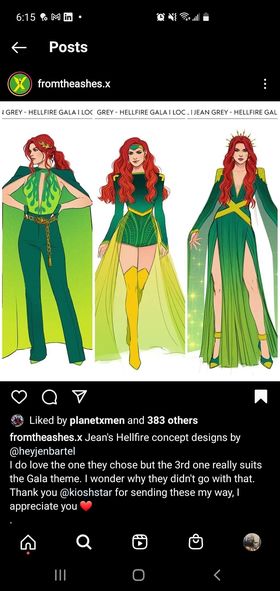 6:15
Posts
fromtheashes.x
GREY - HELLFIRE GALA I LOC
GREY - HELLFIRE GALA I LOC
JEAN GREY - HELLFIRE GAL
Liked by planetxmen and 383 others
fromtheashes.x Jean's Hellfire concept designs by
@heyjenbartel
I do love the one they chose but the 3rd one really suits
the Gala theme. I wonder why they didn't go with that.
Thank you @kioshstar for sending these my way, I
appreciate you ❤️
.